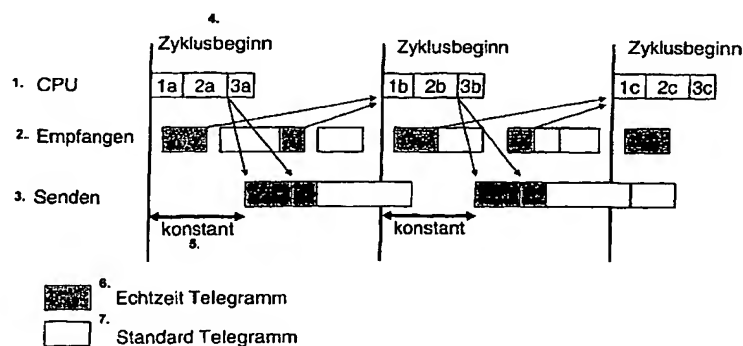 4.
Zyklusbeginn Zyklusbeginn Zyklusbeginn
1. CPU 1a 2a 3a 1b 2b 3b 1c 2c 3c
2. Empfangen
3. Senden
konstant konstant
5.
6. Echtzeit Telegramm
7. Standard Telegramm